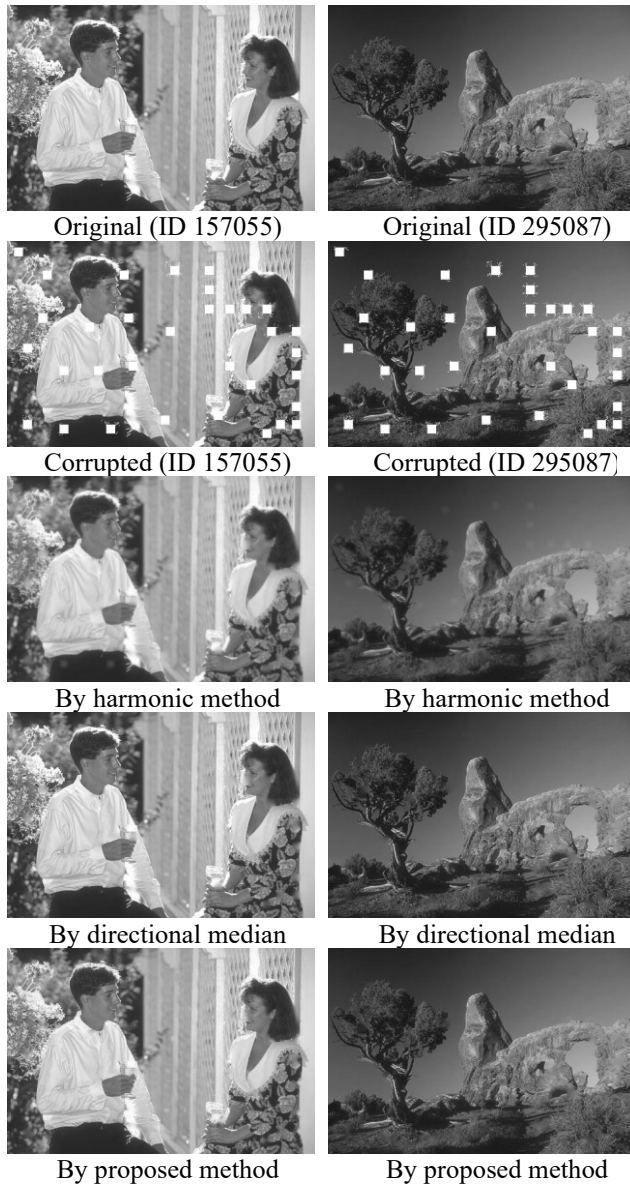 Original (ID 157055)
Original (ID 295087)
Corrupted (ID 157055)
Corrupted (ID 295087)
By harmonic method
By harmonic method
By directional median
By directional median
By proposed method
By proposed method